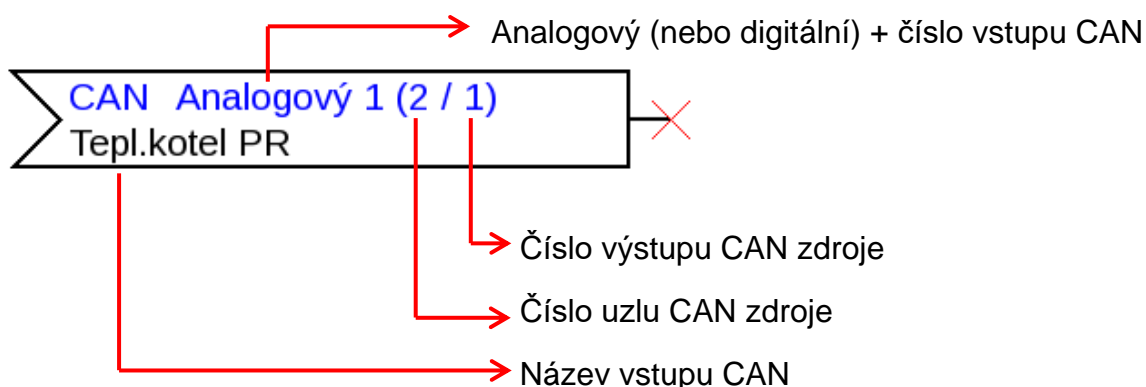 Analogový (nebo digitální) + číslo vstupu CAN
CAN Analogový 1 (2 / 1)
Tepl.kotel PR
Číslo výstupu CAN zdroje
Číslo uzlu CAN zdroje
Název vstupu CAN